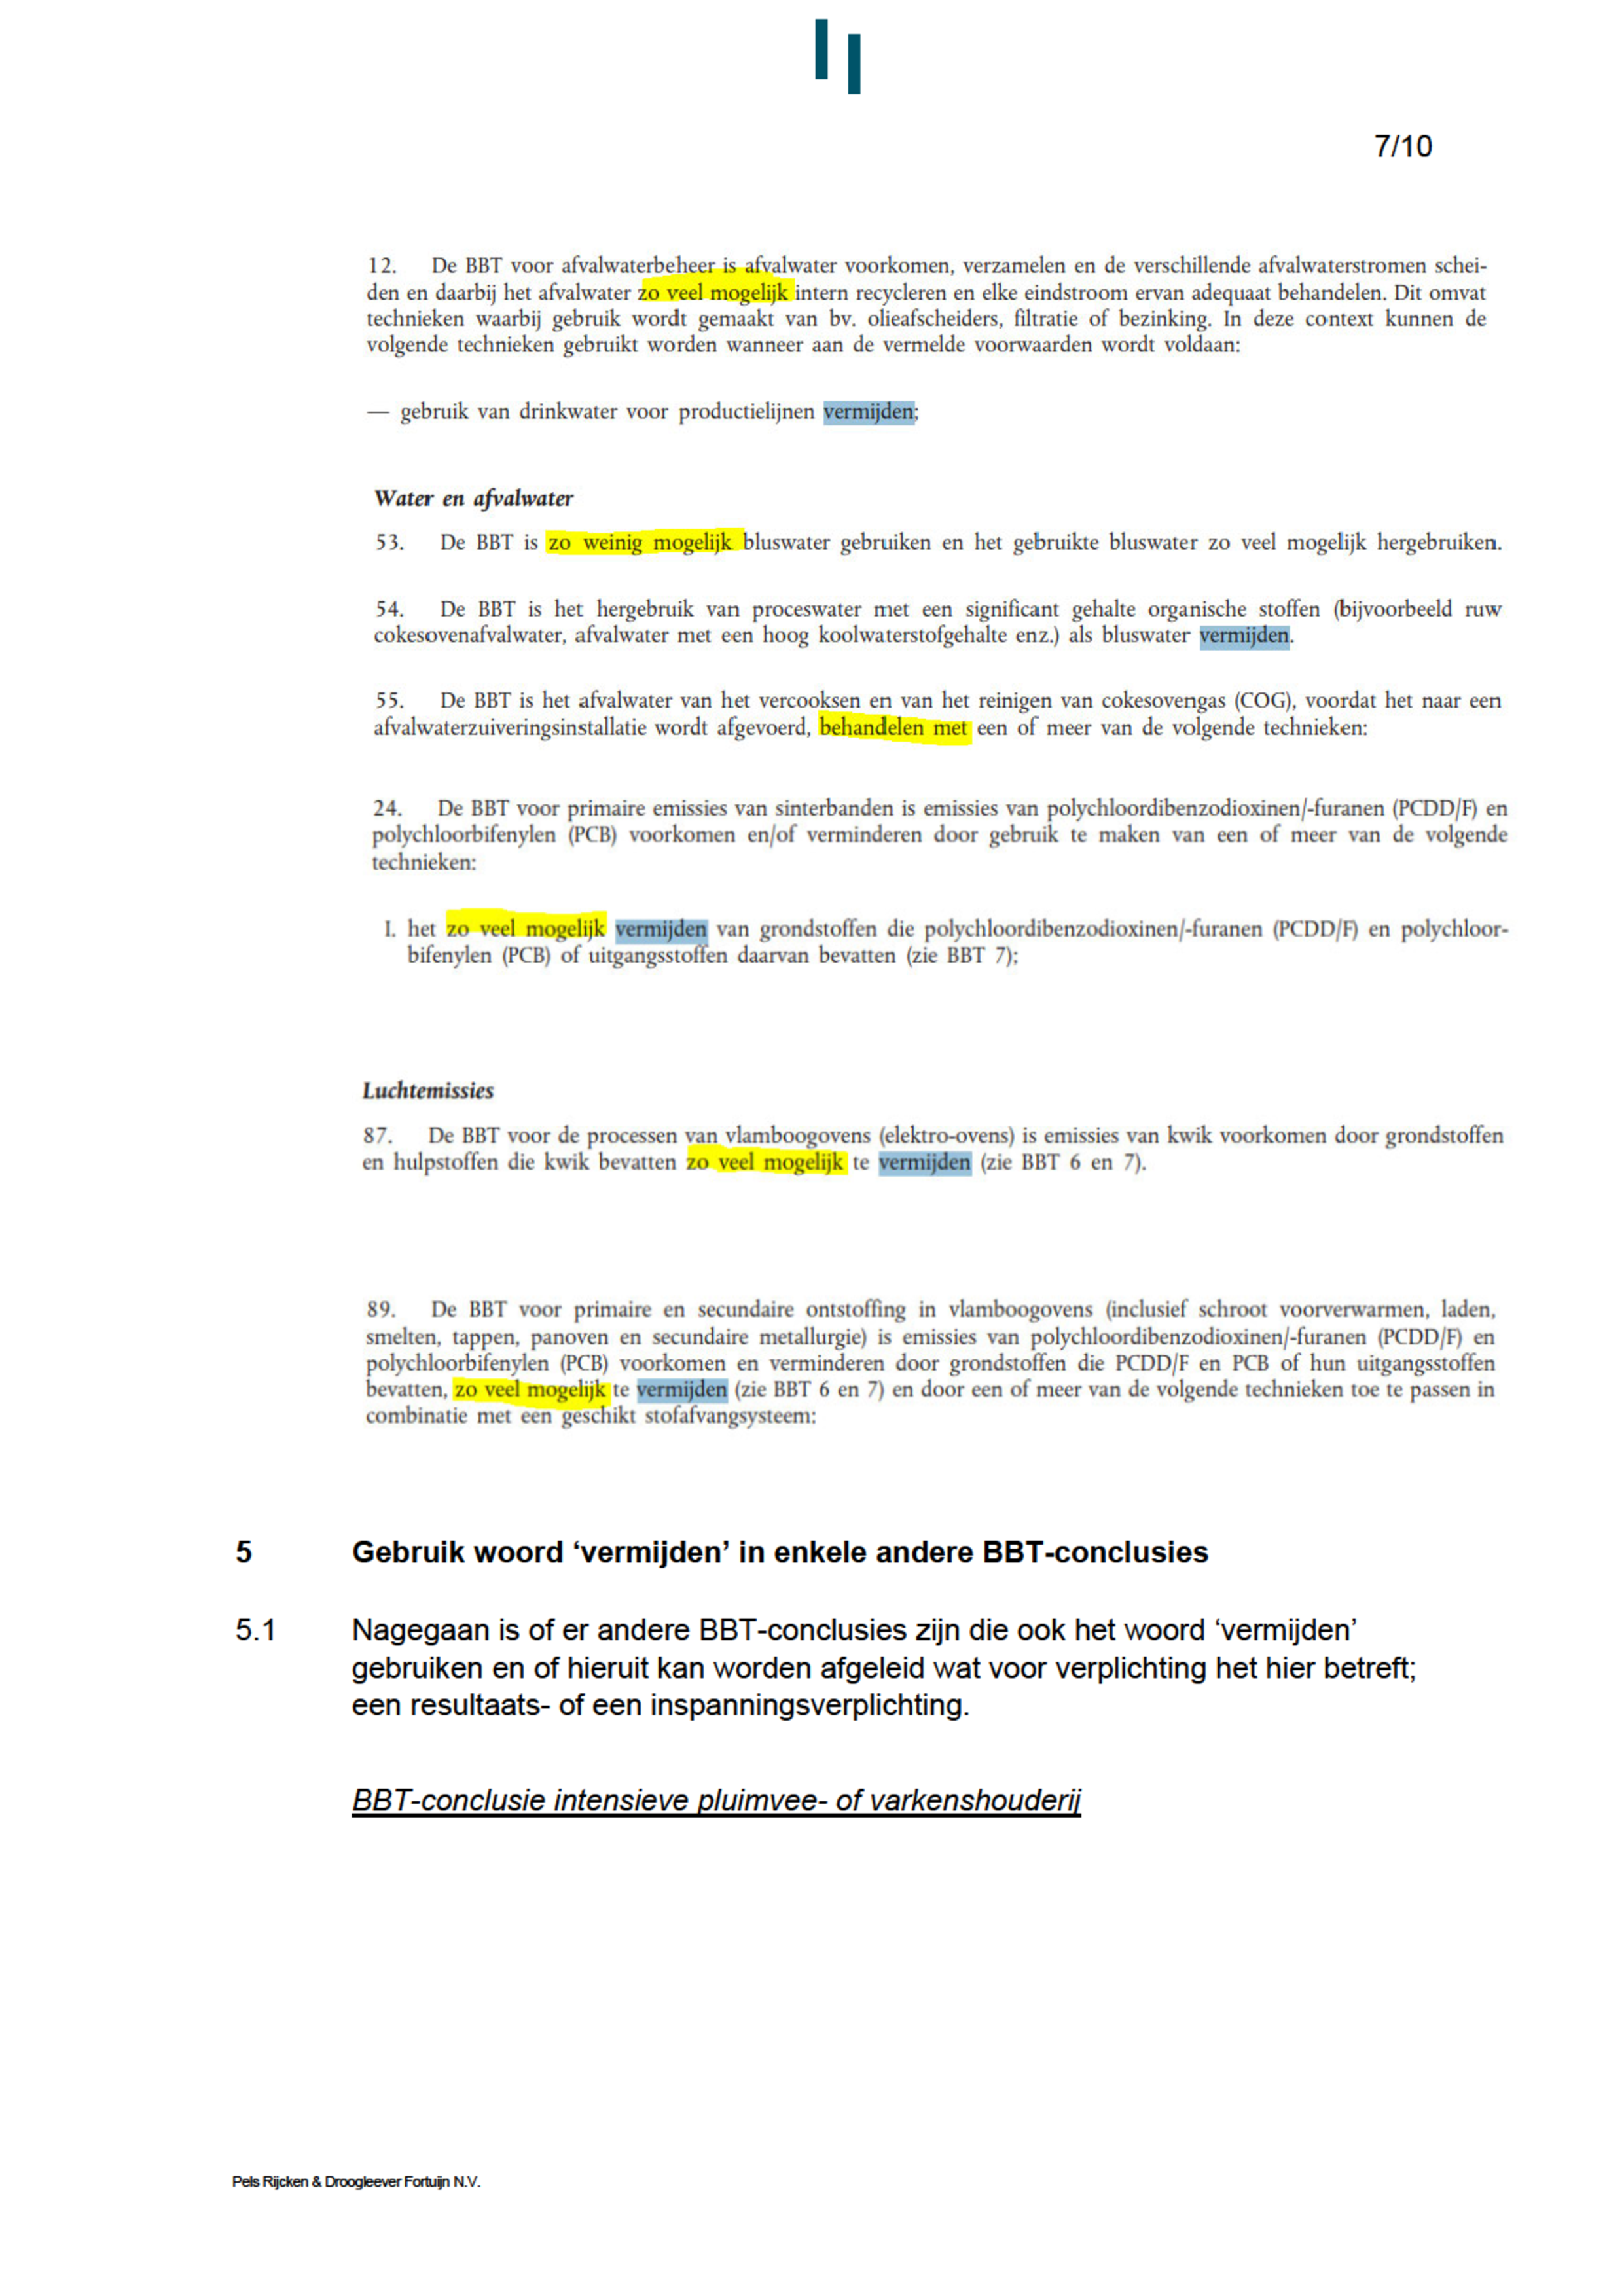 7/10
12. De BBT voor afvalwaterbeheer is afvalwater voorkomen, verzamelen en de verschillende afvalwaterstromen schei-
den en daarbij het afvalwater zo veel mogelijk intern recycleren en elke eindstroom ervan adequaat behandelen. Dit omvat
technieken waarbij gebruik wordt gemaakt van bv. olieafscheiders, filtratie of bezinking. In deze context kunnen de
volgende technieken gebruikt worden wanneer aan de vermelde voorwaarden wordt voldaan:
— gebruik van drinkwater voor productielijnen vermijden;
Water en afvalwater
53. De BBT is zo weinig mogelijk bluswater gebruiken en het gebruikte bluswater zo veel mogelijk hergebruiken.
54. De BBT is het hergebruik van proceswater met een significant gehalte organische stoffen (bijvoorbeeld ruw
cokesovenafvalwater, afvalwater met een hoog koolwaterstofgehalte enz.) als bluswater vermijden.
55. De BBT is het afvalwater van het vercooksen en van het reinigen van cokesovengas (COG), voordat het naar een
afvalwaterzuiveringsinstallatie wordt afgevoerd, behandelen met een of meer van de volgende technieken:
24. De BBT voor primaire emissies van sinterbanden is emissies van polychloordibenzodioxinen/-furanen (PCDD/F) en
polychloorbifenylen (PCB) voorkomen en/of verminderen door gebruik te maken van een of meer van de volgende
technieken:
I. het zo veel mogelijk vermijden van grondstoffen die polychloordibenzodioxinen/-furanen (PCDD/F) en polychloor-
bifenylen (PCB) of uitgangsstoffen daarvan bevatten (zie BBT 7);
Luchtemissies
87. De BBT voor de processen van vlamboogovens (elektro-ovens) is emissies van kwik voorkomen door grondstoffen
en hulpstoffen die kwik bevatten zo veel mogelijk te vermijden (zie BBT 6 en 7).
89. De BBT voor primaire en secundaire ontstoffing in vlamboogovens (inclusief schroot voorverwarmen, laden,
smelten, tappen, panoven en secundaire metallurgie) is emissies van polychloordibenzodioxinen/-furanen (PCDD/F) en
polychloorbifenylen (PCB) voorkomen en verminderen door grondstoffen die PCDD/F en PCB of hun uitgangsstoffen
bevatten, zo veel mogelijk te vermijden (zie BBT 6 en 7) en door een of meer van de volgende technieken toe te passen in
combinatie met een geschikt stofafvangsysteem:
5 Gebruik woord ‘vermijden’ in enkele andere BBT-conclusies
5.1 Nagegaan is of er andere BBT-conclusies zijn die ook het woord ‘vermijden’
gebruiken en of hieruit kan worden afgeleid wat voor verplichting het hier betreft;
een resultaats- of een inspanningsverplichting.
BBT-conclusie intensieve pluimvee- of varkenshouderij
Pels Rijcken & Droogleever Fortuijn N.V.